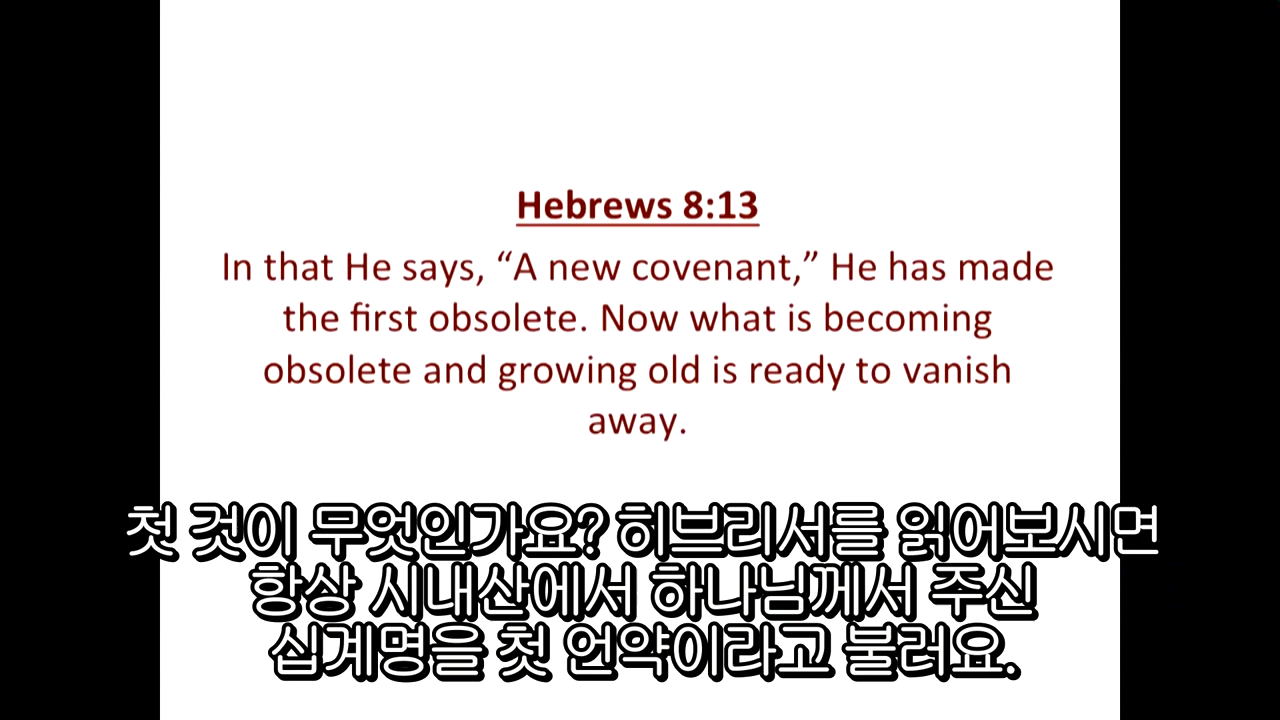 Hebrews 8:13
In that He says, “A new covenant,” He has made
the first obsolete. Now what is becoming
obsolete and growing old is ready to vanish
away.
첫 것이 무엇인가요? 히브리서를 읽어보시면
항상 시내산에서 하나님께서 주신
십계명을 첫 언약이라고 불러요.